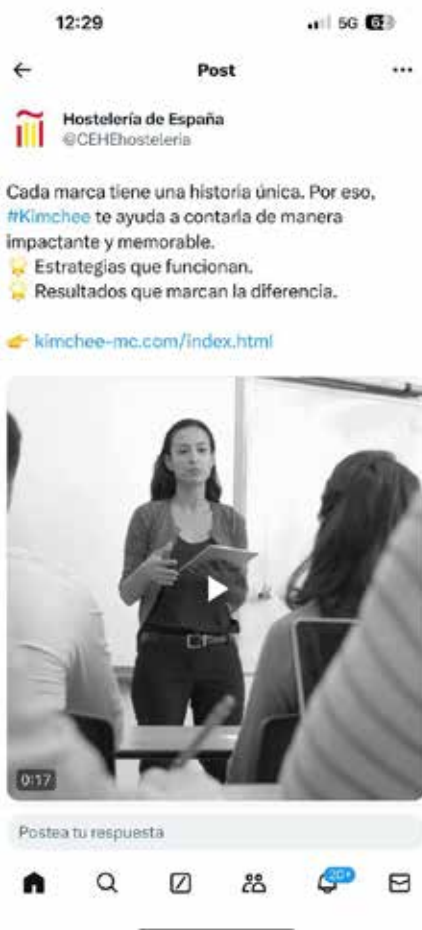 12:29
5G
Post
Hostelería de España
@CEHEhosteleria
Cada marca tiene una historia única. Por eso,
#Kimchee te ayuda a contarla de manera
impactante y memorable.
Estrategias que funcionan.
Resultados que marcan la diferencia.
kimchee-mc.com/index.html
0:17
Postea tu respuesta
20+